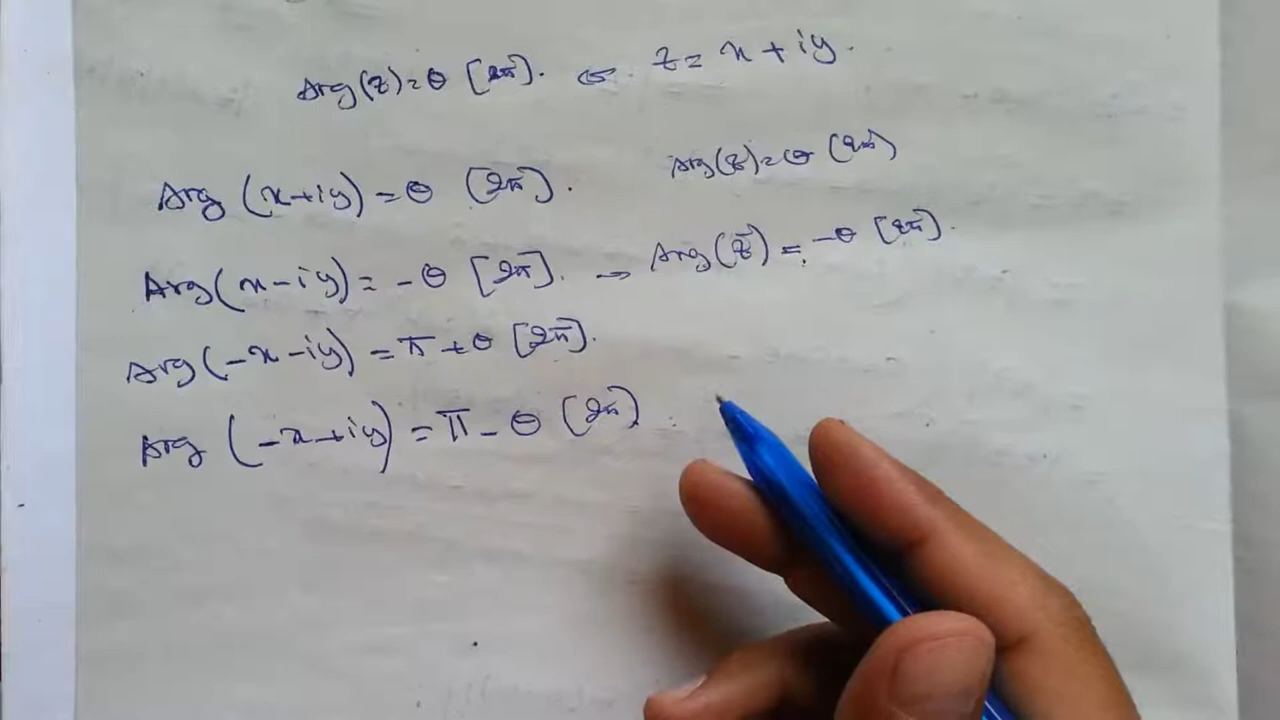 Arg(z)=θ [2π]. et z= x + iy.
Arg(z)=θ (2π)
Arg (x+iy)=θ [2π].
Arg(x-iy)= -θ [2π]. → Arg(z̄) = -θ [2π].
Arg(-x-iy) =π+θ [2π].
Arg (-x+iy)=π-θ (2π)